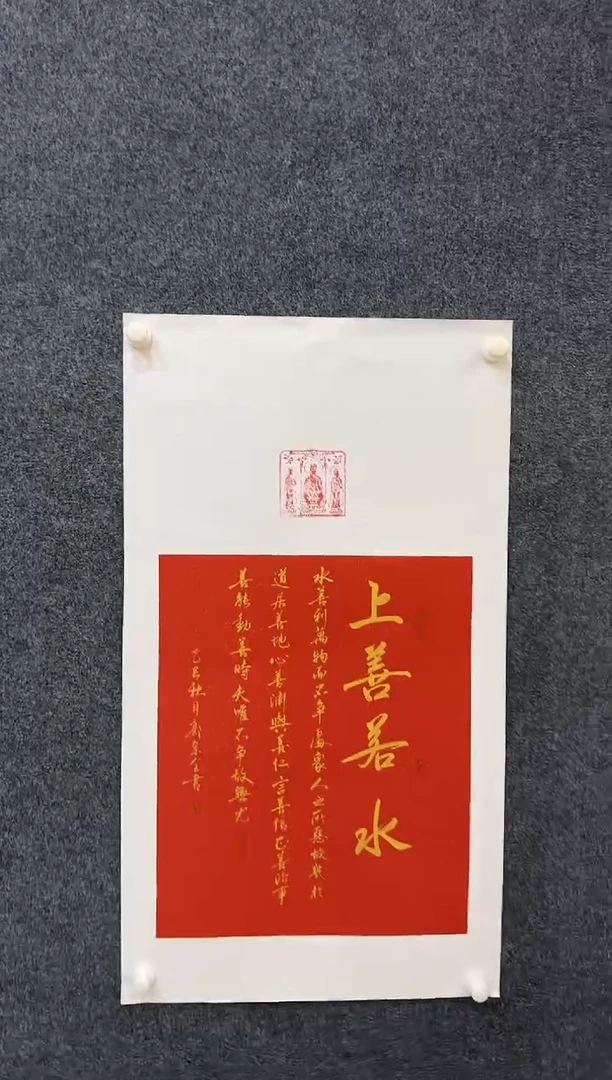 上善若水
水善利萬物而不爭處衆人之所惡故幾於
道居善地心善渊與善仁言善信正善治事
善能動善時夫唯不爭故無尤
乙巳秋月書